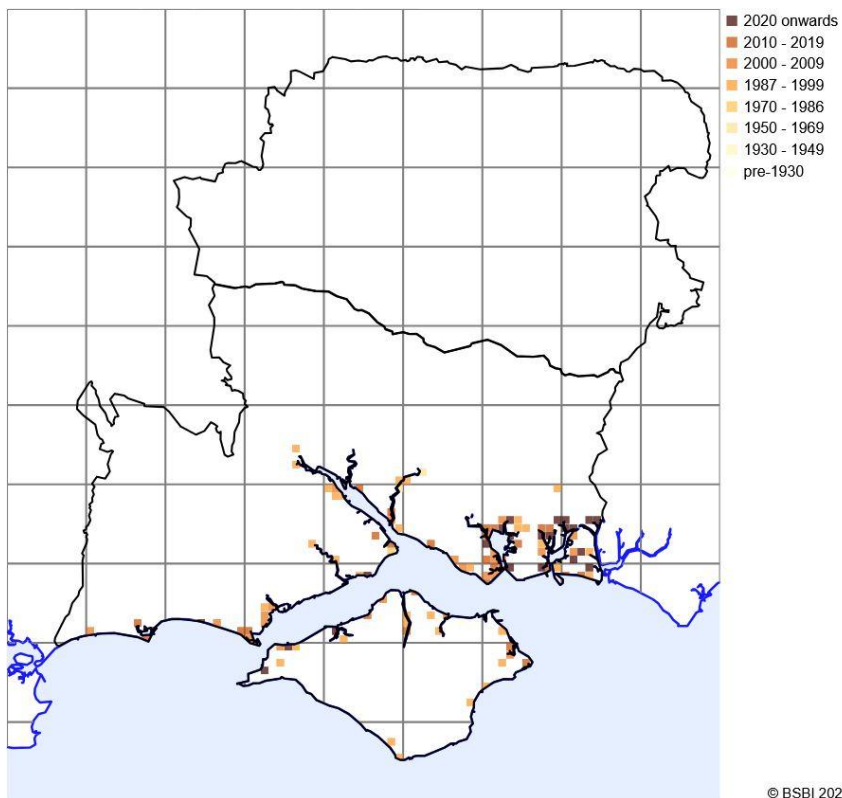 2020 onwards
2010 - 2019
2000 - 2009
1987 - 1999
1970 - 1986
1950 - 1969
1930 - 1949
pre-1930
© BSBI 202